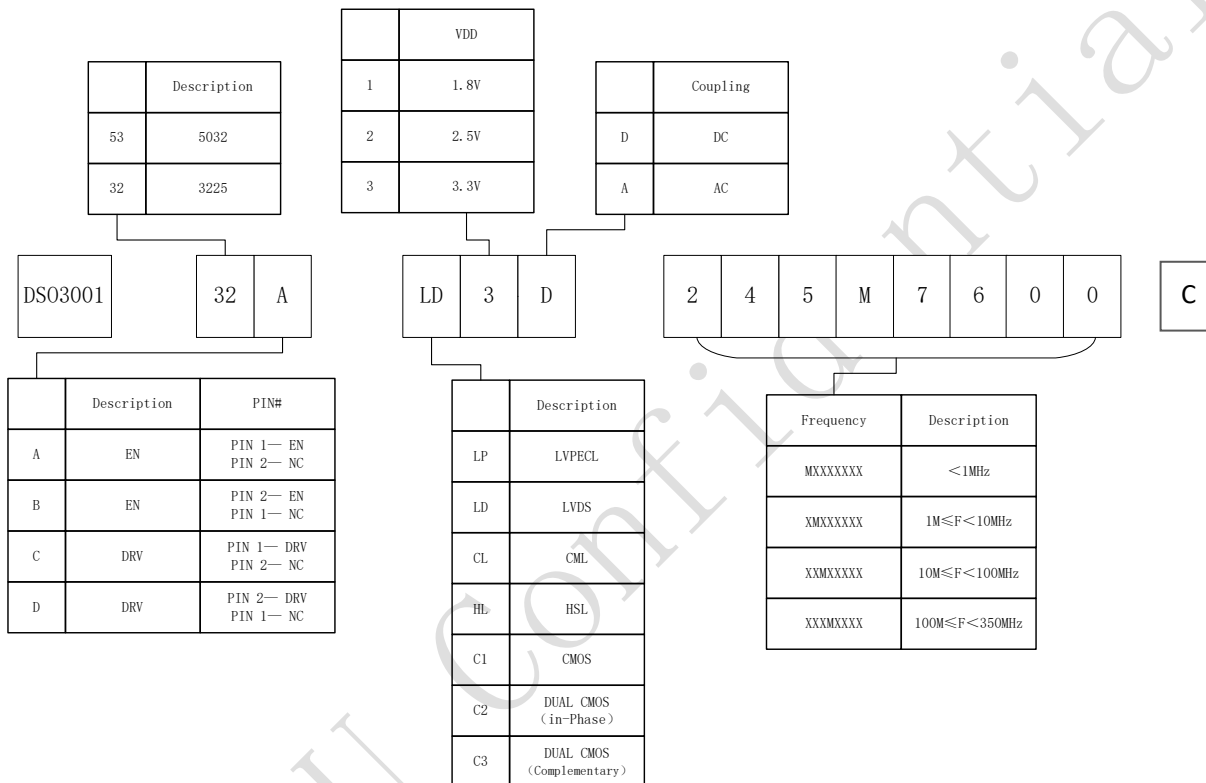 VDD
1 1.8V
2 2.5V
3 3.3V
Description
53 5032
32 3225
Coupling
D DC
A AC
DSO3001 32 A LD 3 D 2 4 5 M 7 6 0 0 C
Description PIN#
A EN PIN 1— EN
PIN 2— NC
B EN PIN 2— EN
PIN 1— NC
C DRV PIN 1— DRV
PIN 2— NC
D DRV PIN 2— DRV
PIN 1— NC
Description
LP LVPECL
LD LVDS
CL CML
HL HSL
C1 CMOS
C2 DUAL CMOS
(in-Phase)
C3 DUAL CMOS
(Complementary)
Frequency Description
MXXXXXXX <1MHz
XMXXXXXX 1M≤F<10MHz
XXMXXXXX 10M≤F<100MHz
XXXMXXXX 100M≤F<350MHz
U Confidential